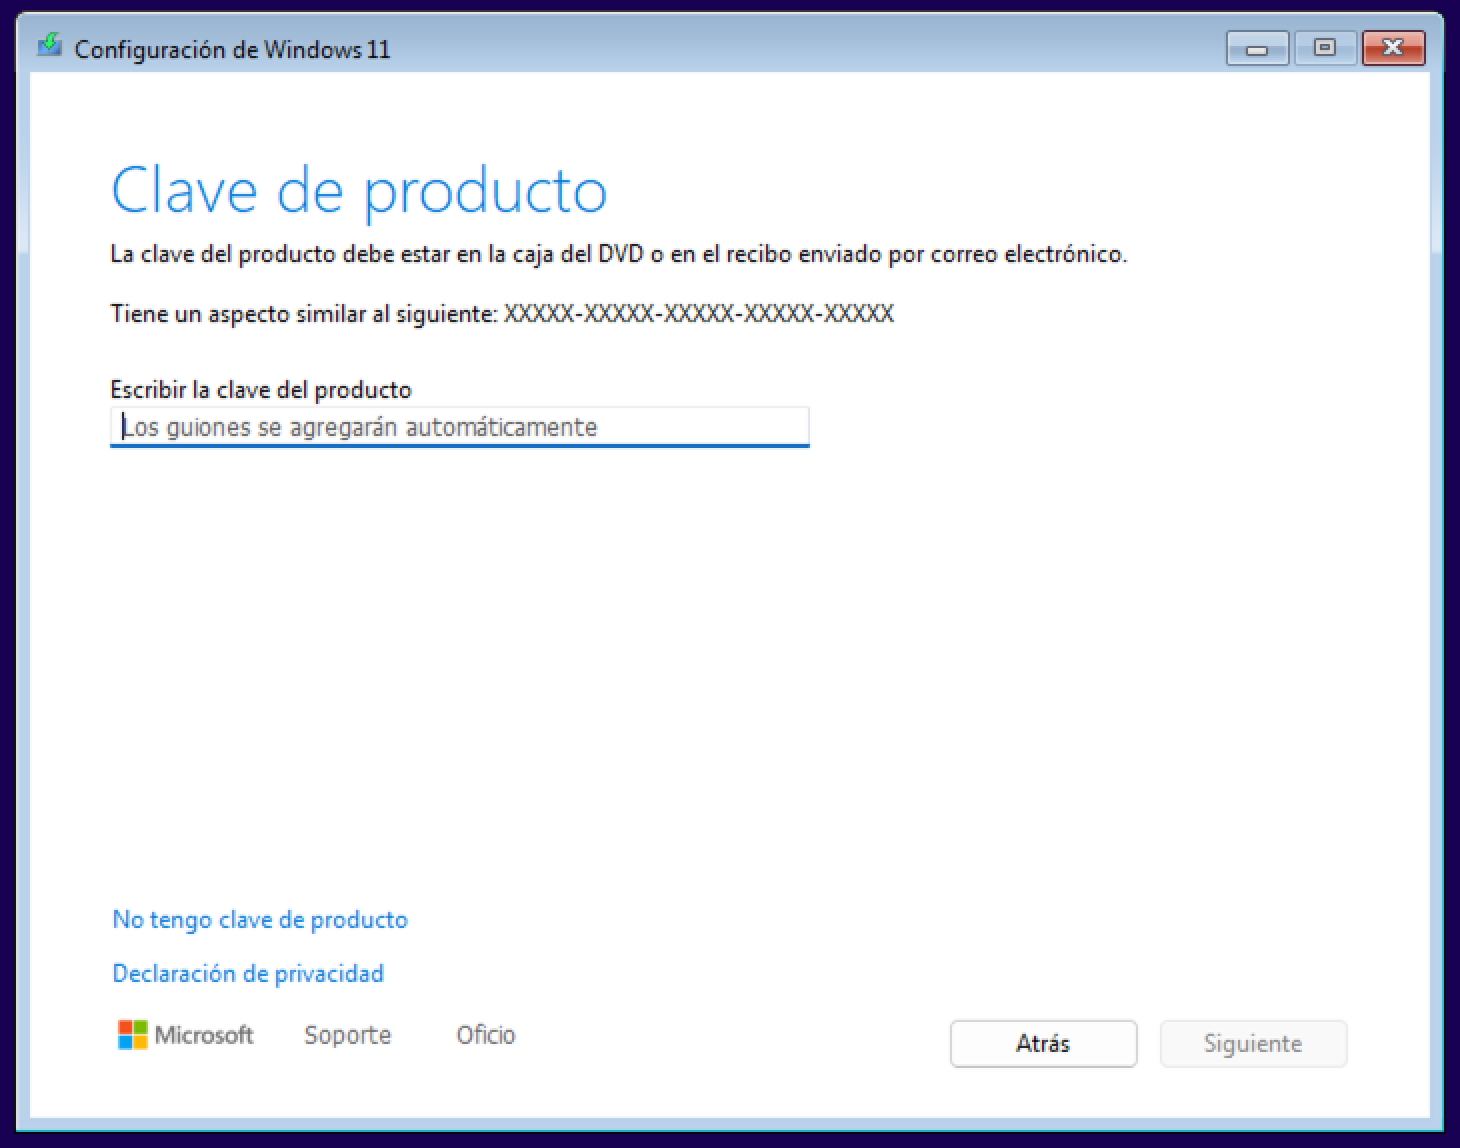 Configuración de Windows 11
Clave de producto
La clave del producto debe estar en la caja del DVD o en el recibo enviado por correo electrónico.
Tiene un aspecto similar al siguiente: XXXXX-XXXXX-XXXXX-XXXXX-XXXXX
Escribir la clave del producto
Los guiones se agregarán automáticamente
No tengo clave de producto
Declaración de privacidad
Microsoft Soporte Oficio Atrás Siguiente